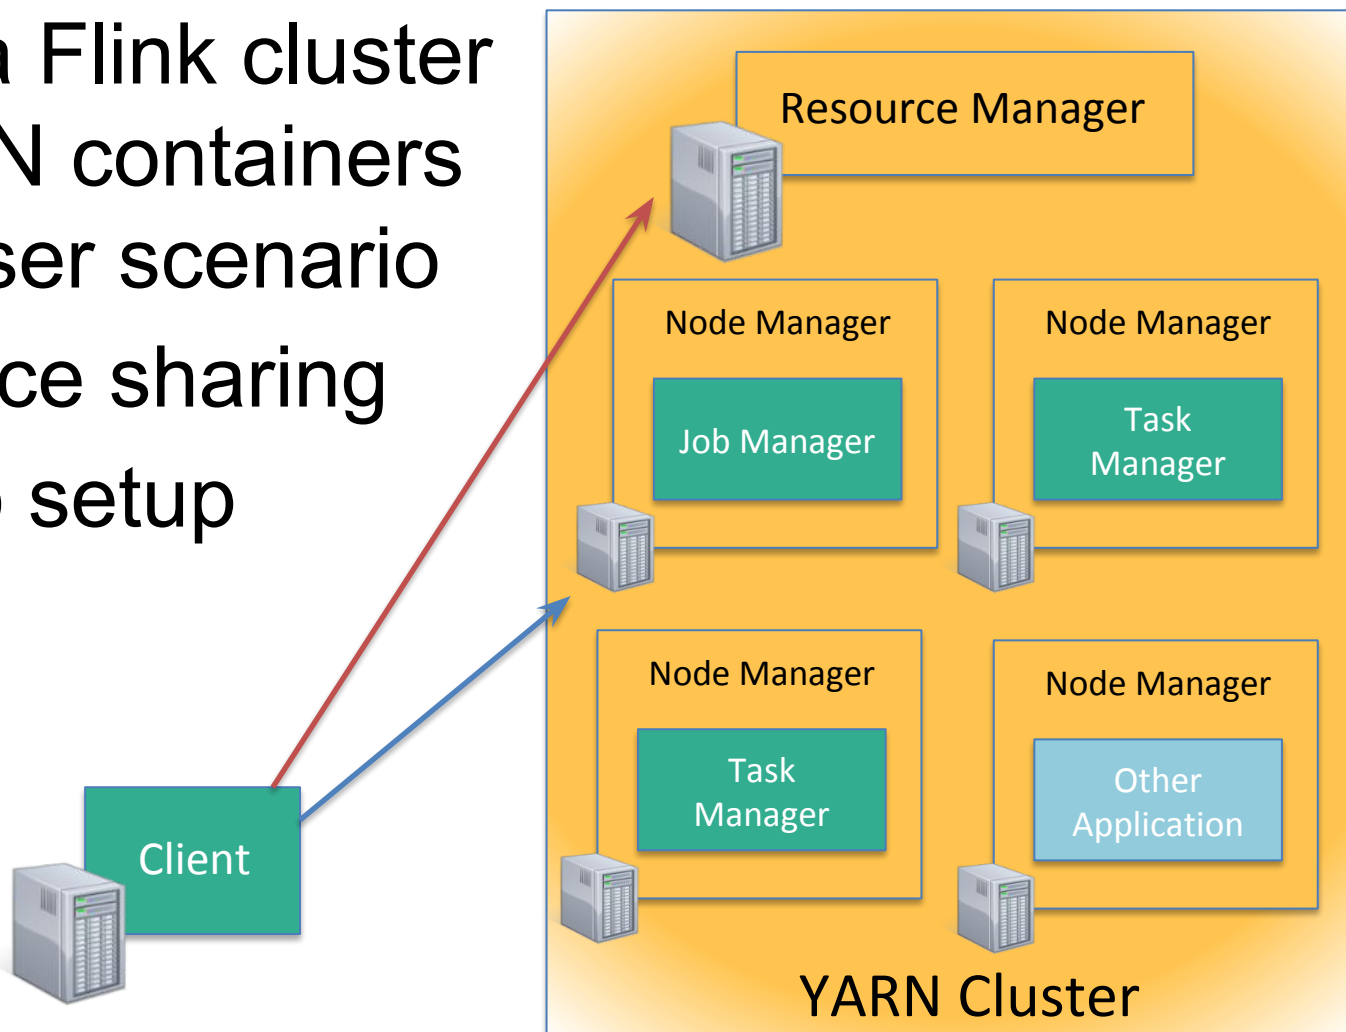 a Flink cluster
N containers
ser scenario
ce sharing
setup
Resource Manager
Node Manager
Job Manager
Node Manager
Task
Manager
Node Manager
Task
Manager
Node Manager
Other
Application
Client
YARN Cluster